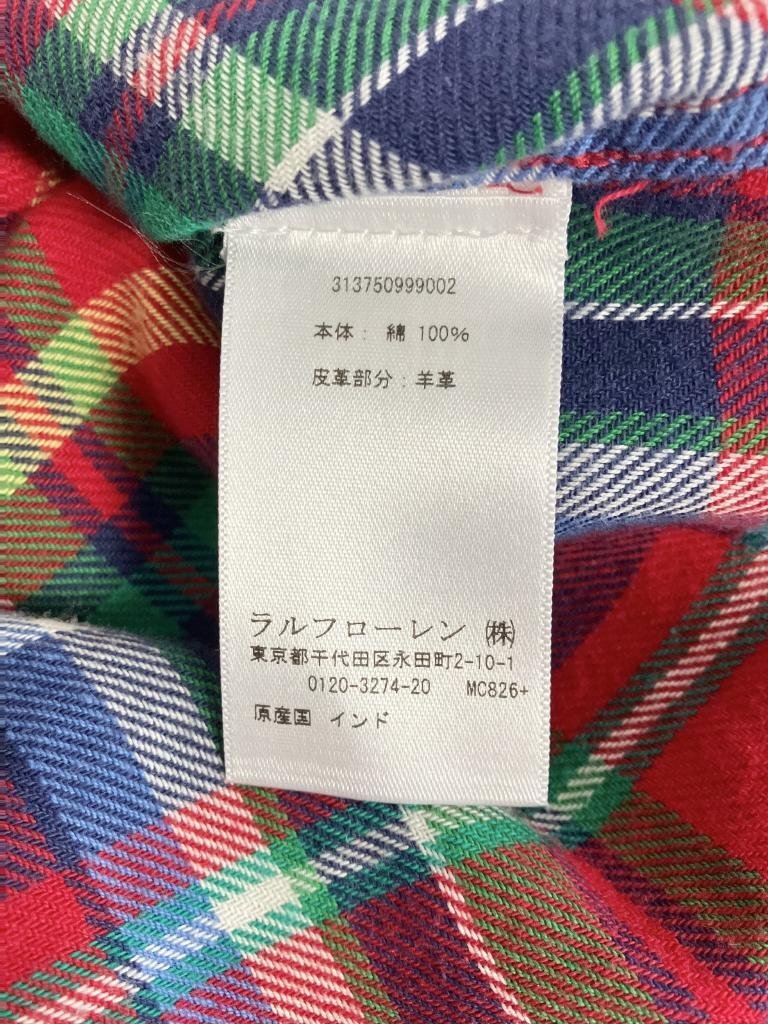 313750999002
本体： 綿 100%
皮革部分：羊革
ラルフローレン ㈱
東京都千代田区永田町2-10-1
0120-3274-20 MC826+
原産国 インド